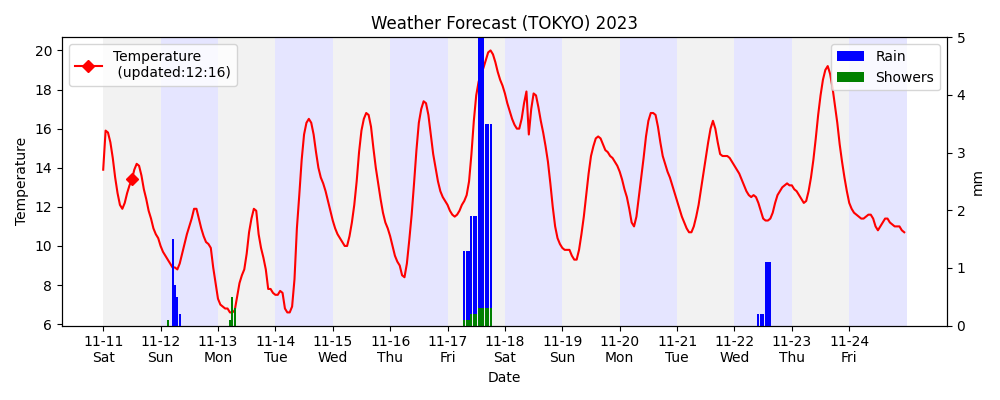 Weather Forecast (TOKYO) 2023
Temperature
(updated:12:16)
Rain
Showers
Temperature
20
18
16
14
12
10
8
6
5
4
3
2
1
0
mm
11-11 11-12 11-13 11-14 11-15 11-16 11-17 11-18 11-19 11-20 11-21 11-22 11-23 11-24
Sat Sun Mon Tue Wed Thu Fri Sat Sun Mon Tue Wed Thu Fri
Date